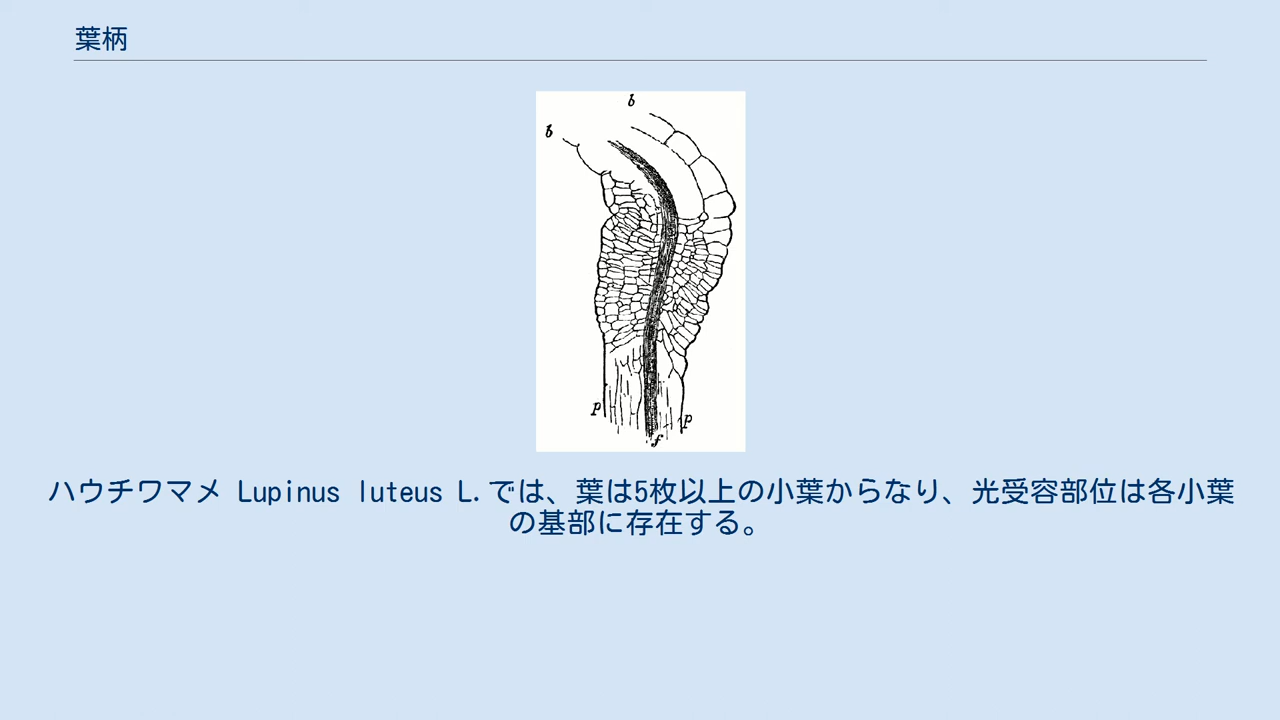 葉柄
b
b
p
p
f
ハウチワマメ Lupinus luteus L.では、葉は5枚以上の小葉からなり、光受容部位は各小葉
の基部に存在する。